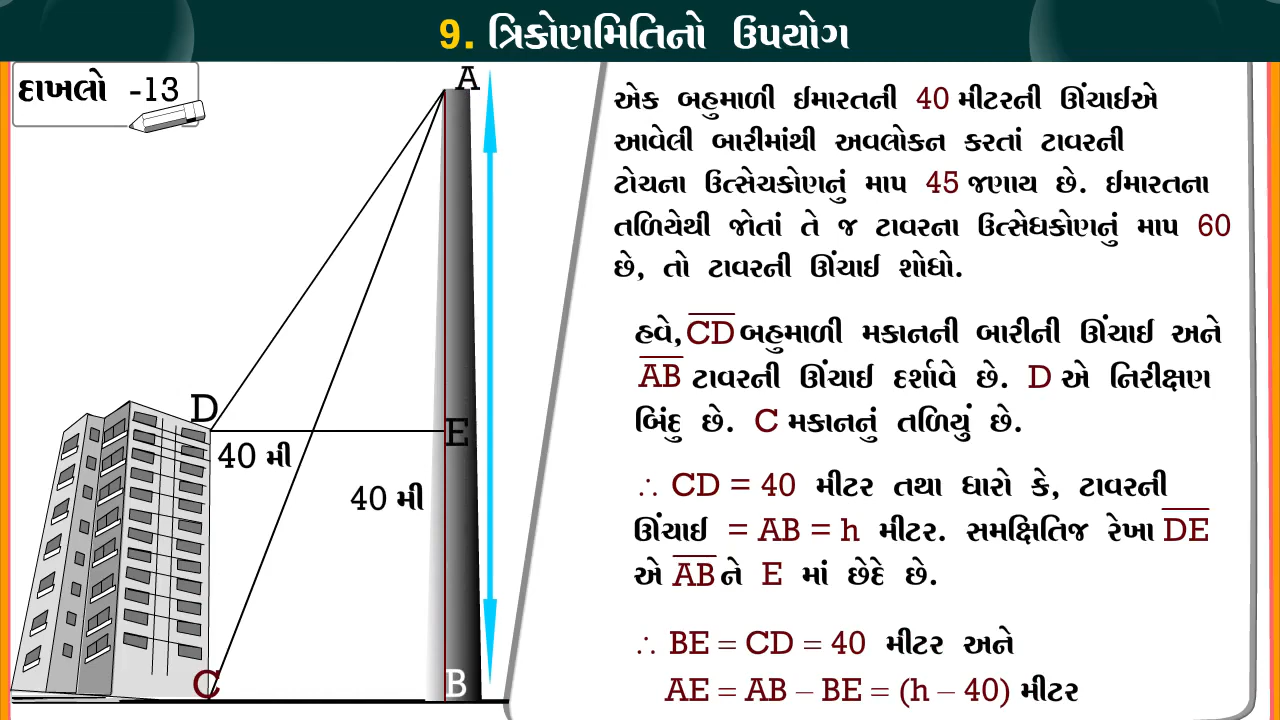 9. ત્રિકોણમિતિનો ઉપયોગ
દાખલો -13
A
D
E
40 મી
40 મી
C
B
એક બહુમાળી ઈમારતની 40 મીટરની ઊંચાઈએ
આવેલી બારીમાંથી અવલોકન કરતાં ટાવરની
ટોચના ઉત્સેચકોણનું માપ 45 જણાય છે. ઈમારતના
તળિયેથી જોતાં તે જ ટાવરના ઉત્સેધકોણનું માપ 60
છે, તો ટાવરની ઊંચાઈ શોધો.
હવે, CD બહુમાળી મકાનની બારીની ઊંચાઈ અને
AB ટાવરની ઊંચાઈ દર્શાવે છે. D એ નિરીક્ષણ
બિંદુ છે. C મકાનનું તળિયું છે.
∴ CD = 40 મીટર તથા ધારો કે, ટાવરની
ઊંચાઈ = AB = h મીટર. સમક્ષિતિજ રેખા DE
એ AB ને E માં છેદે છે.
∴ BE = CD = 40 મીટર અને
AE = AB − BE = (h − 40) મીટર